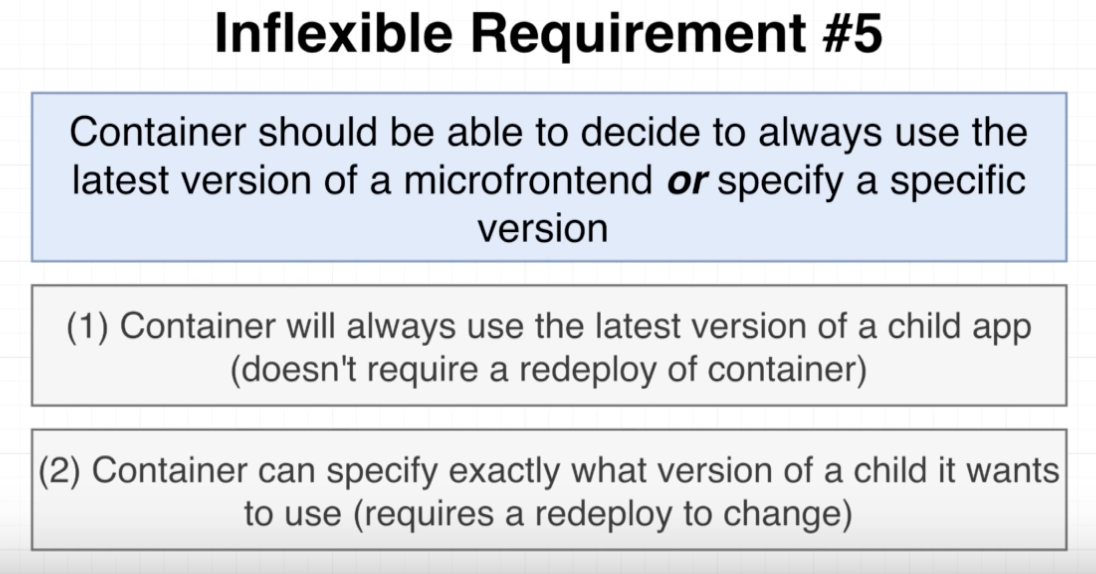 Inflexible Requirement #5
Container should be able to decide to always use the
latest version of a microfrontend or specify a specific
version
(1) Container will always use the latest version of a child app
(doesn't require a redeploy of container)
(2) Container can specify exactly what version of a child it wants
to use (requires a redeploy to change)